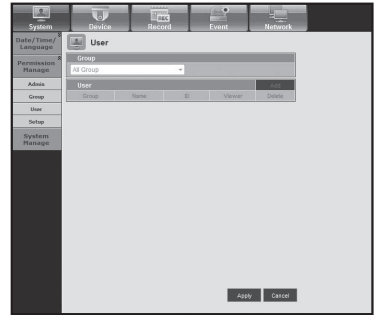 System Device Record Event Network
Date/Time/
Language
User
Permission
Manage
Group
All Group
Admin
User Add
Group
Group Name ID Viewer Delete
User
Setup
System
Manage
Apply Cancel